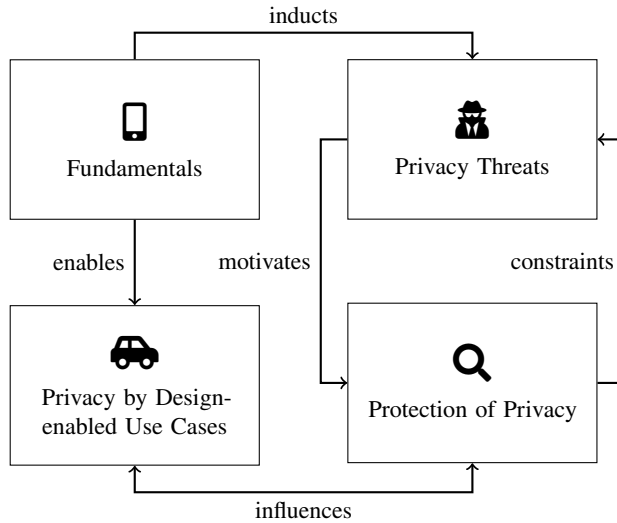 inducts
Fundamentals
Privacy Threats
enables
motivates
constraints
Privacy by Design-
enabled Use Cases
Protection of Privacy
influences